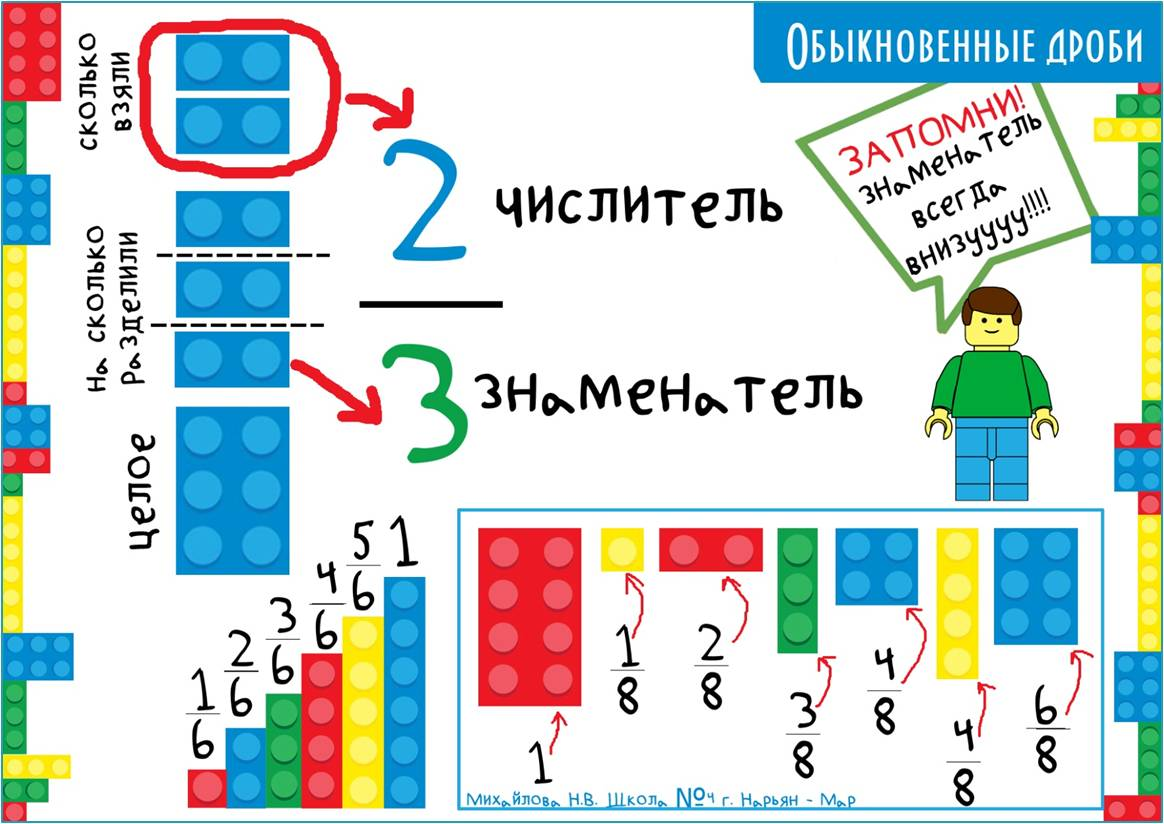 Обыкновенные дроби
сколько
взяли
ЗАПОМНИ!
знаменатель
всегда
внизуууу!!!!
2
числитель
на сколько
разделили
3
знаменатель
целое
1
6
2
6
3
6
4
6
5
6
1
1
1
8
2
8
3
8
4
8
4
8
6
8
Михайлова Н.В. Школа №4 г. Нарьян - Мар